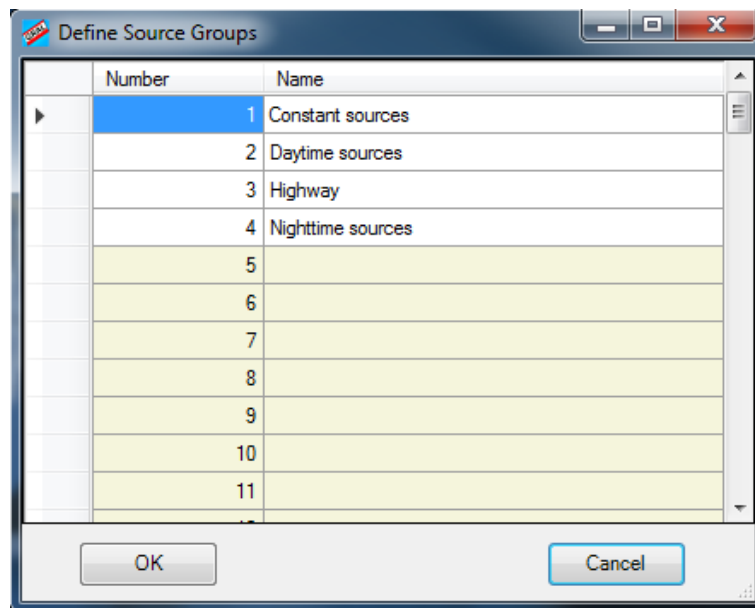 Define Source Groups
Number Name
1 Constant sources
2 Daytime sources
3 Highway
4 Nighttime sources
5
6
7
8
9
10
11
OK Cancel